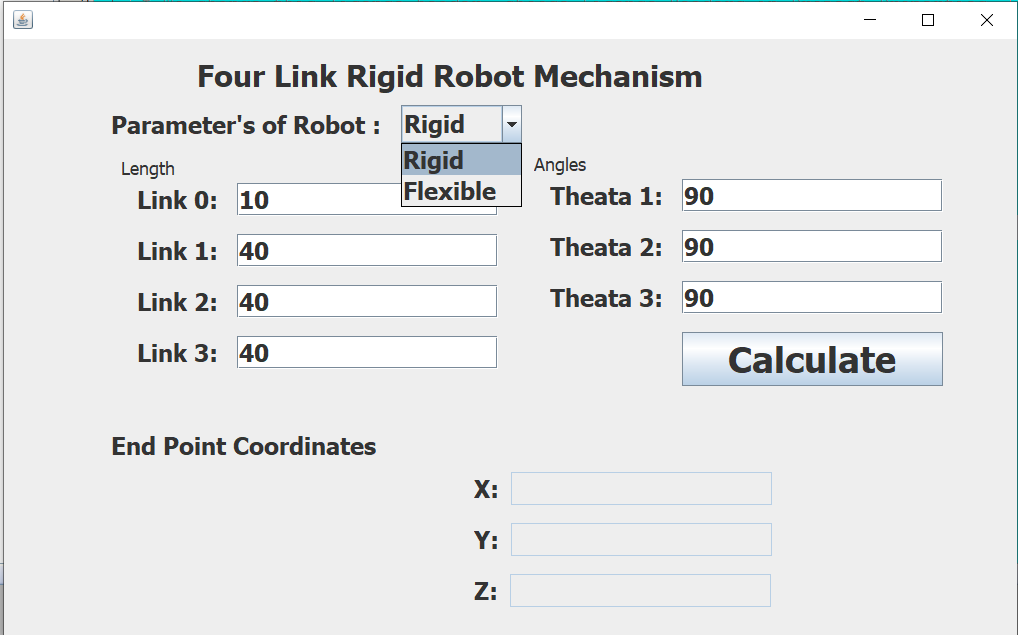 Four Link Rigid Robot Mechanism
Parameter's of Robot : Rigid
Rigid
Flexible
Length
Angles
Link 0: 10
Theata 1: 90
Link 1: 40
Theata 2: 90
Link 2: 40
Theata 3: 90
Link 3: 40
Calculate
End Point Coordinates
X:
Y:
Z: